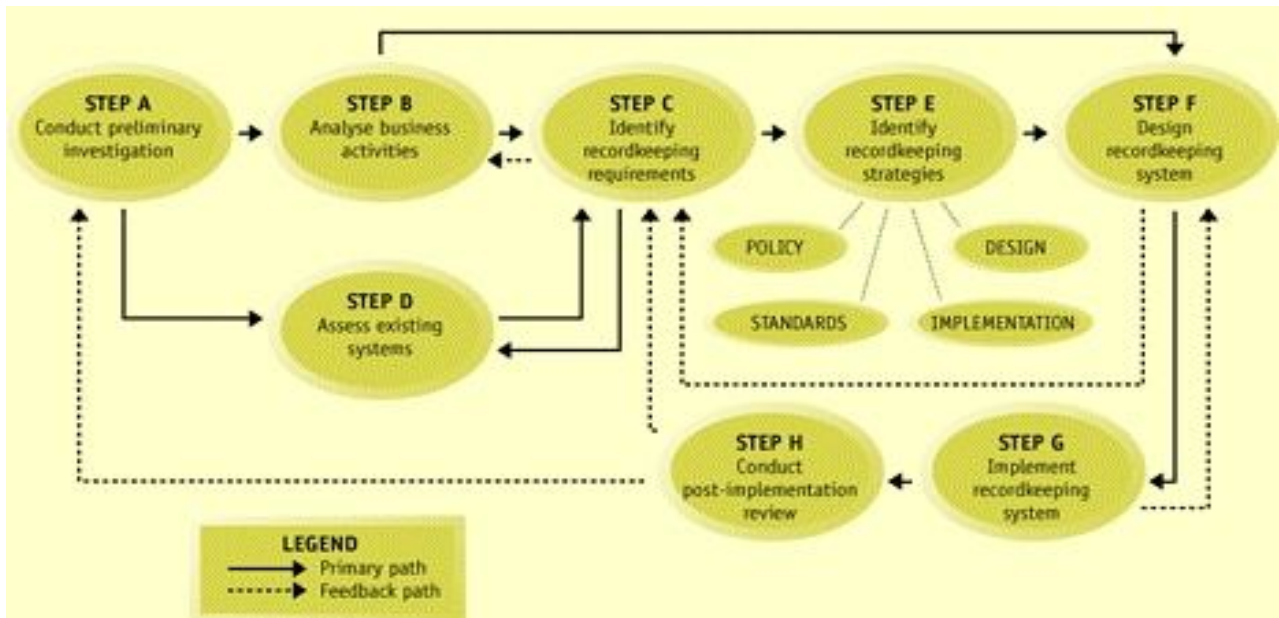 STEP A
Conduct preliminary
investigation
STEP B
Analyse business
activities
STEP C
Identify
recordkeeping
requirements
STEP E
Identify
recordkeeping
strategies
STEP F
Design
recordkeeping
system
POLICY
DESIGN
STANDARDS
IMPLEMENTATION
STEP D
Assess existing
systems
STEP H
Conduct
post-implementation
review
STEP G
Implement
recordkeeping
system
LEGEND
Primary path
Feedback path